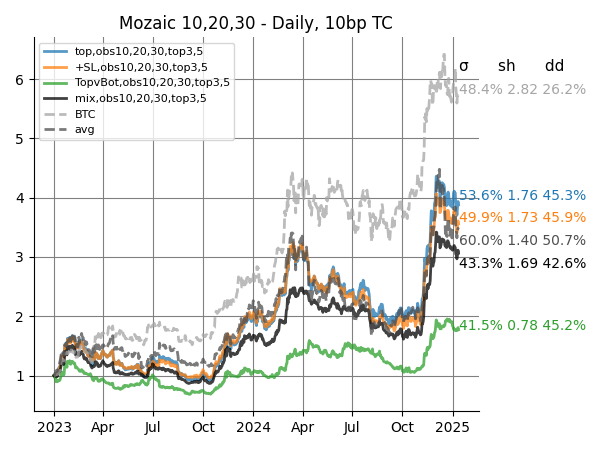 Mozaic 10,20,30 - Daily, 10bp TC
top,obs10,20,30,top3,5
+SL,obs10,20,30,top3,5
TopvBot,obs10,20,30,top3,5
mix,obs10,20,30,top3,5
BTC
avg
σ sh dd
48.4% 2.82 26.2%
53.6% 1.76 45.3%
49.9% 1.73 45.9%
60.0% 1.40 50.7%
43.3% 1.69 42.6%
41.5% 0.78 45.2%
6
5
4
3
2
1
2023 Apr Jul Oct 2024 Apr Jul Oct 2025